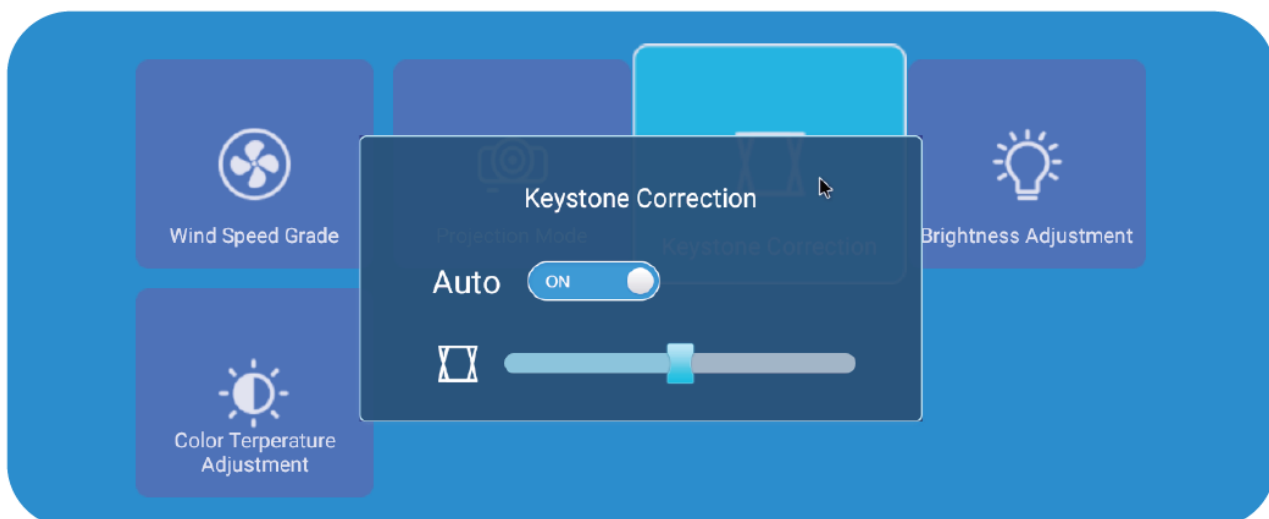 Wind Speed Grade
Projection Mode
Keystone Correction
Brightness Adjustment
Keystone Correction
Auto
ON
Color Terperature
Adjustment